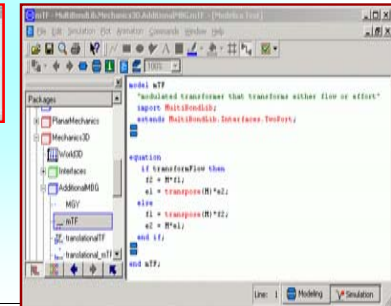 mTF - MultiBondLib.Mechanics3D.AdditionalMBG.mTF - [Modelica Text]
File Edit Simulation Plot Animation Commands Window Help
100%
Packages
PlanarMechanics
Mechanics3D
World3D
Interfaces
AdditionalMBG
MGY
mTF
translationalTF
translational_mTF
model mTF
"modulated transformer that transforms either flow or effort"
import MultiBondLib;
extends MultiBondLib.Interfaces.TwoPort;
equation
if transformFlow then
f2 = M*f1;
e1 = transpose(M)*e2;
else
f1 = transpose(M)*f2;
e2 = M*e1;
end if;
end mTF;
Line: 1
Modeling
Simulation